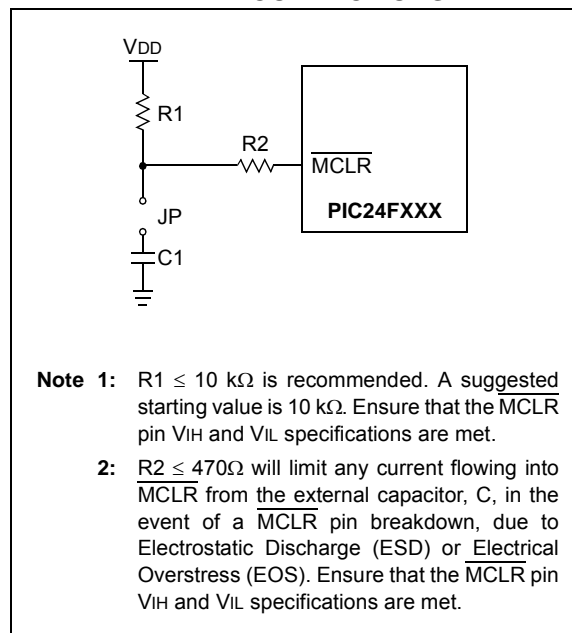 VDD
R1
R2
MCLR
JP
PIC24FXXX
C1
Note 1: R1 ≤ 10 kΩ is recommended. A suggested
starting value is 10 kΩ. Ensure that the MCLR
pin VIH and VIL specifications are met.
2: R2 ≤ 470Ω will limit any current flowing into
MCLR from the external capacitor, C, in the
event of a MCLR pin breakdown, due to
Electrostatic Discharge (ESD) or Electrical
Overstress (EOS). Ensure that the MCLR pin
VIH and VIL specifications are met.